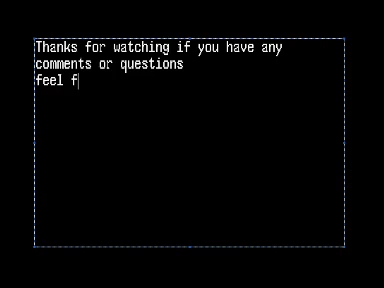 Thanks for watching if you have any
comments or questions
feel f